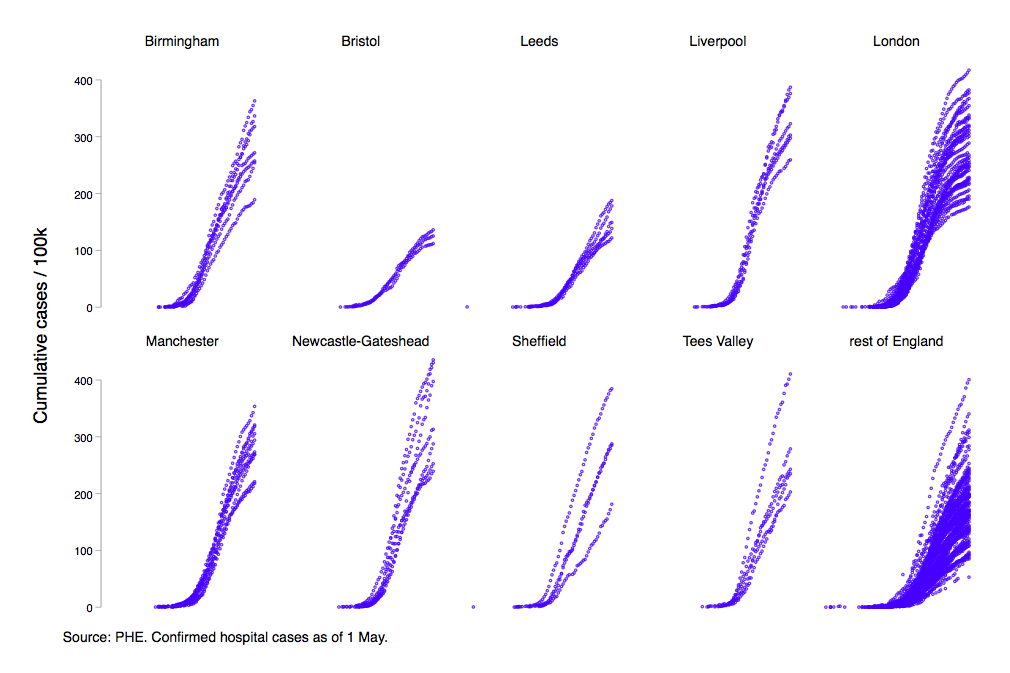 Birmingham Bristol Leeds Liverpool London
400
300
200
100
0
Cumulative cases / 100k
Manchester Newcastle-Gateshead Sheffield Tees Valley rest of England
400
300
200
100
0
Source: PHE. Confirmed hospital cases as of 1 May.